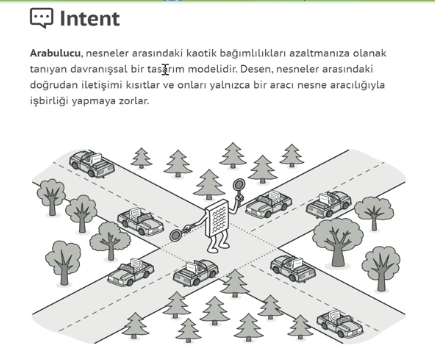 Intent
Arabulucu, nesneler arasındaki kaotik bağımlılıkları azaltmanıza olanak
tanıyan davranışsal bir tasarım modelidir. Desen, nesneler arasındaki
doğrudan iletişimi kısıtlar ve onları yalnızca bir aracı nesne aracılığıyla
işbirliği yapmaya zorlar.